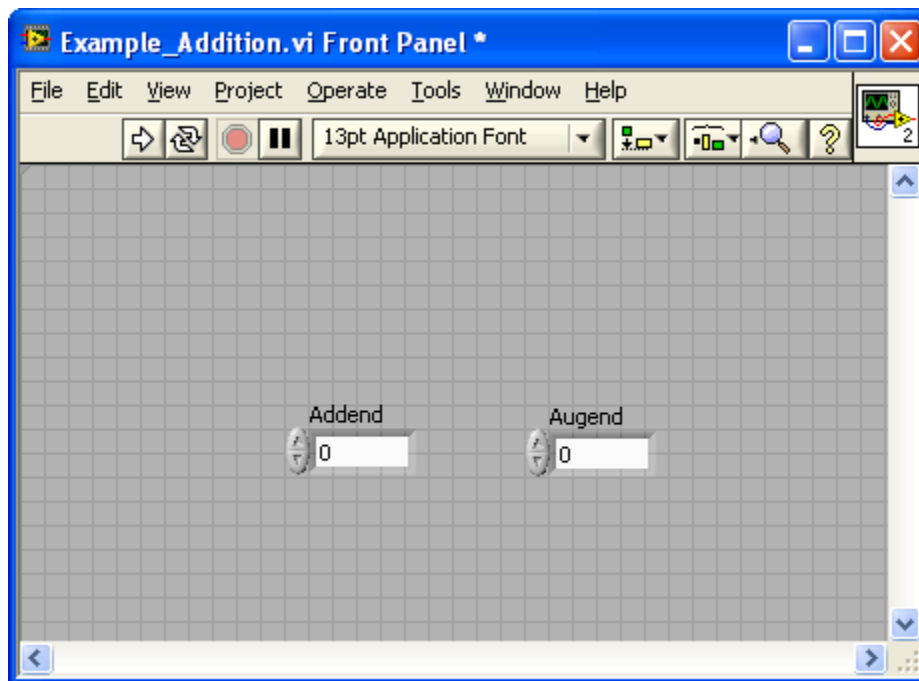 Example_Addition.vi Front Panel *
File Edit View Project Operate Tools Window Help
13pt Application Font
2
Addend
Augend
0
0